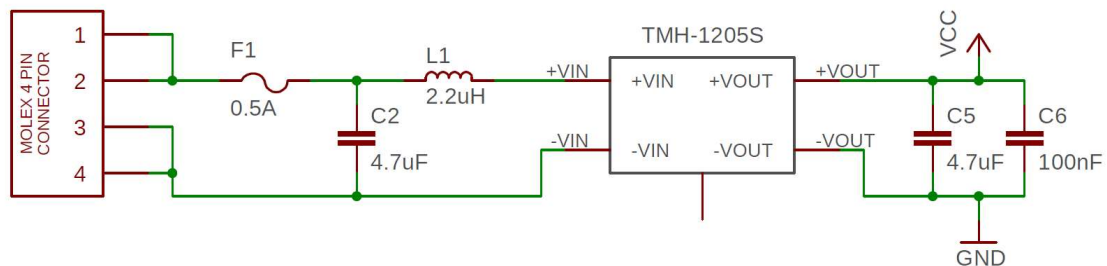 MOLEX 4 PIN
CONNECTOR
1
2
3
4
F1
0.5A
C2
4.7uF
L1
2.2uH
TMH-1205S
+VIN
-VIN
+VIN
-VIN
+VOUT
-VOUT
+VOUT
-VOUT
VCC
C5
4.7uF
C6
100nF
GND